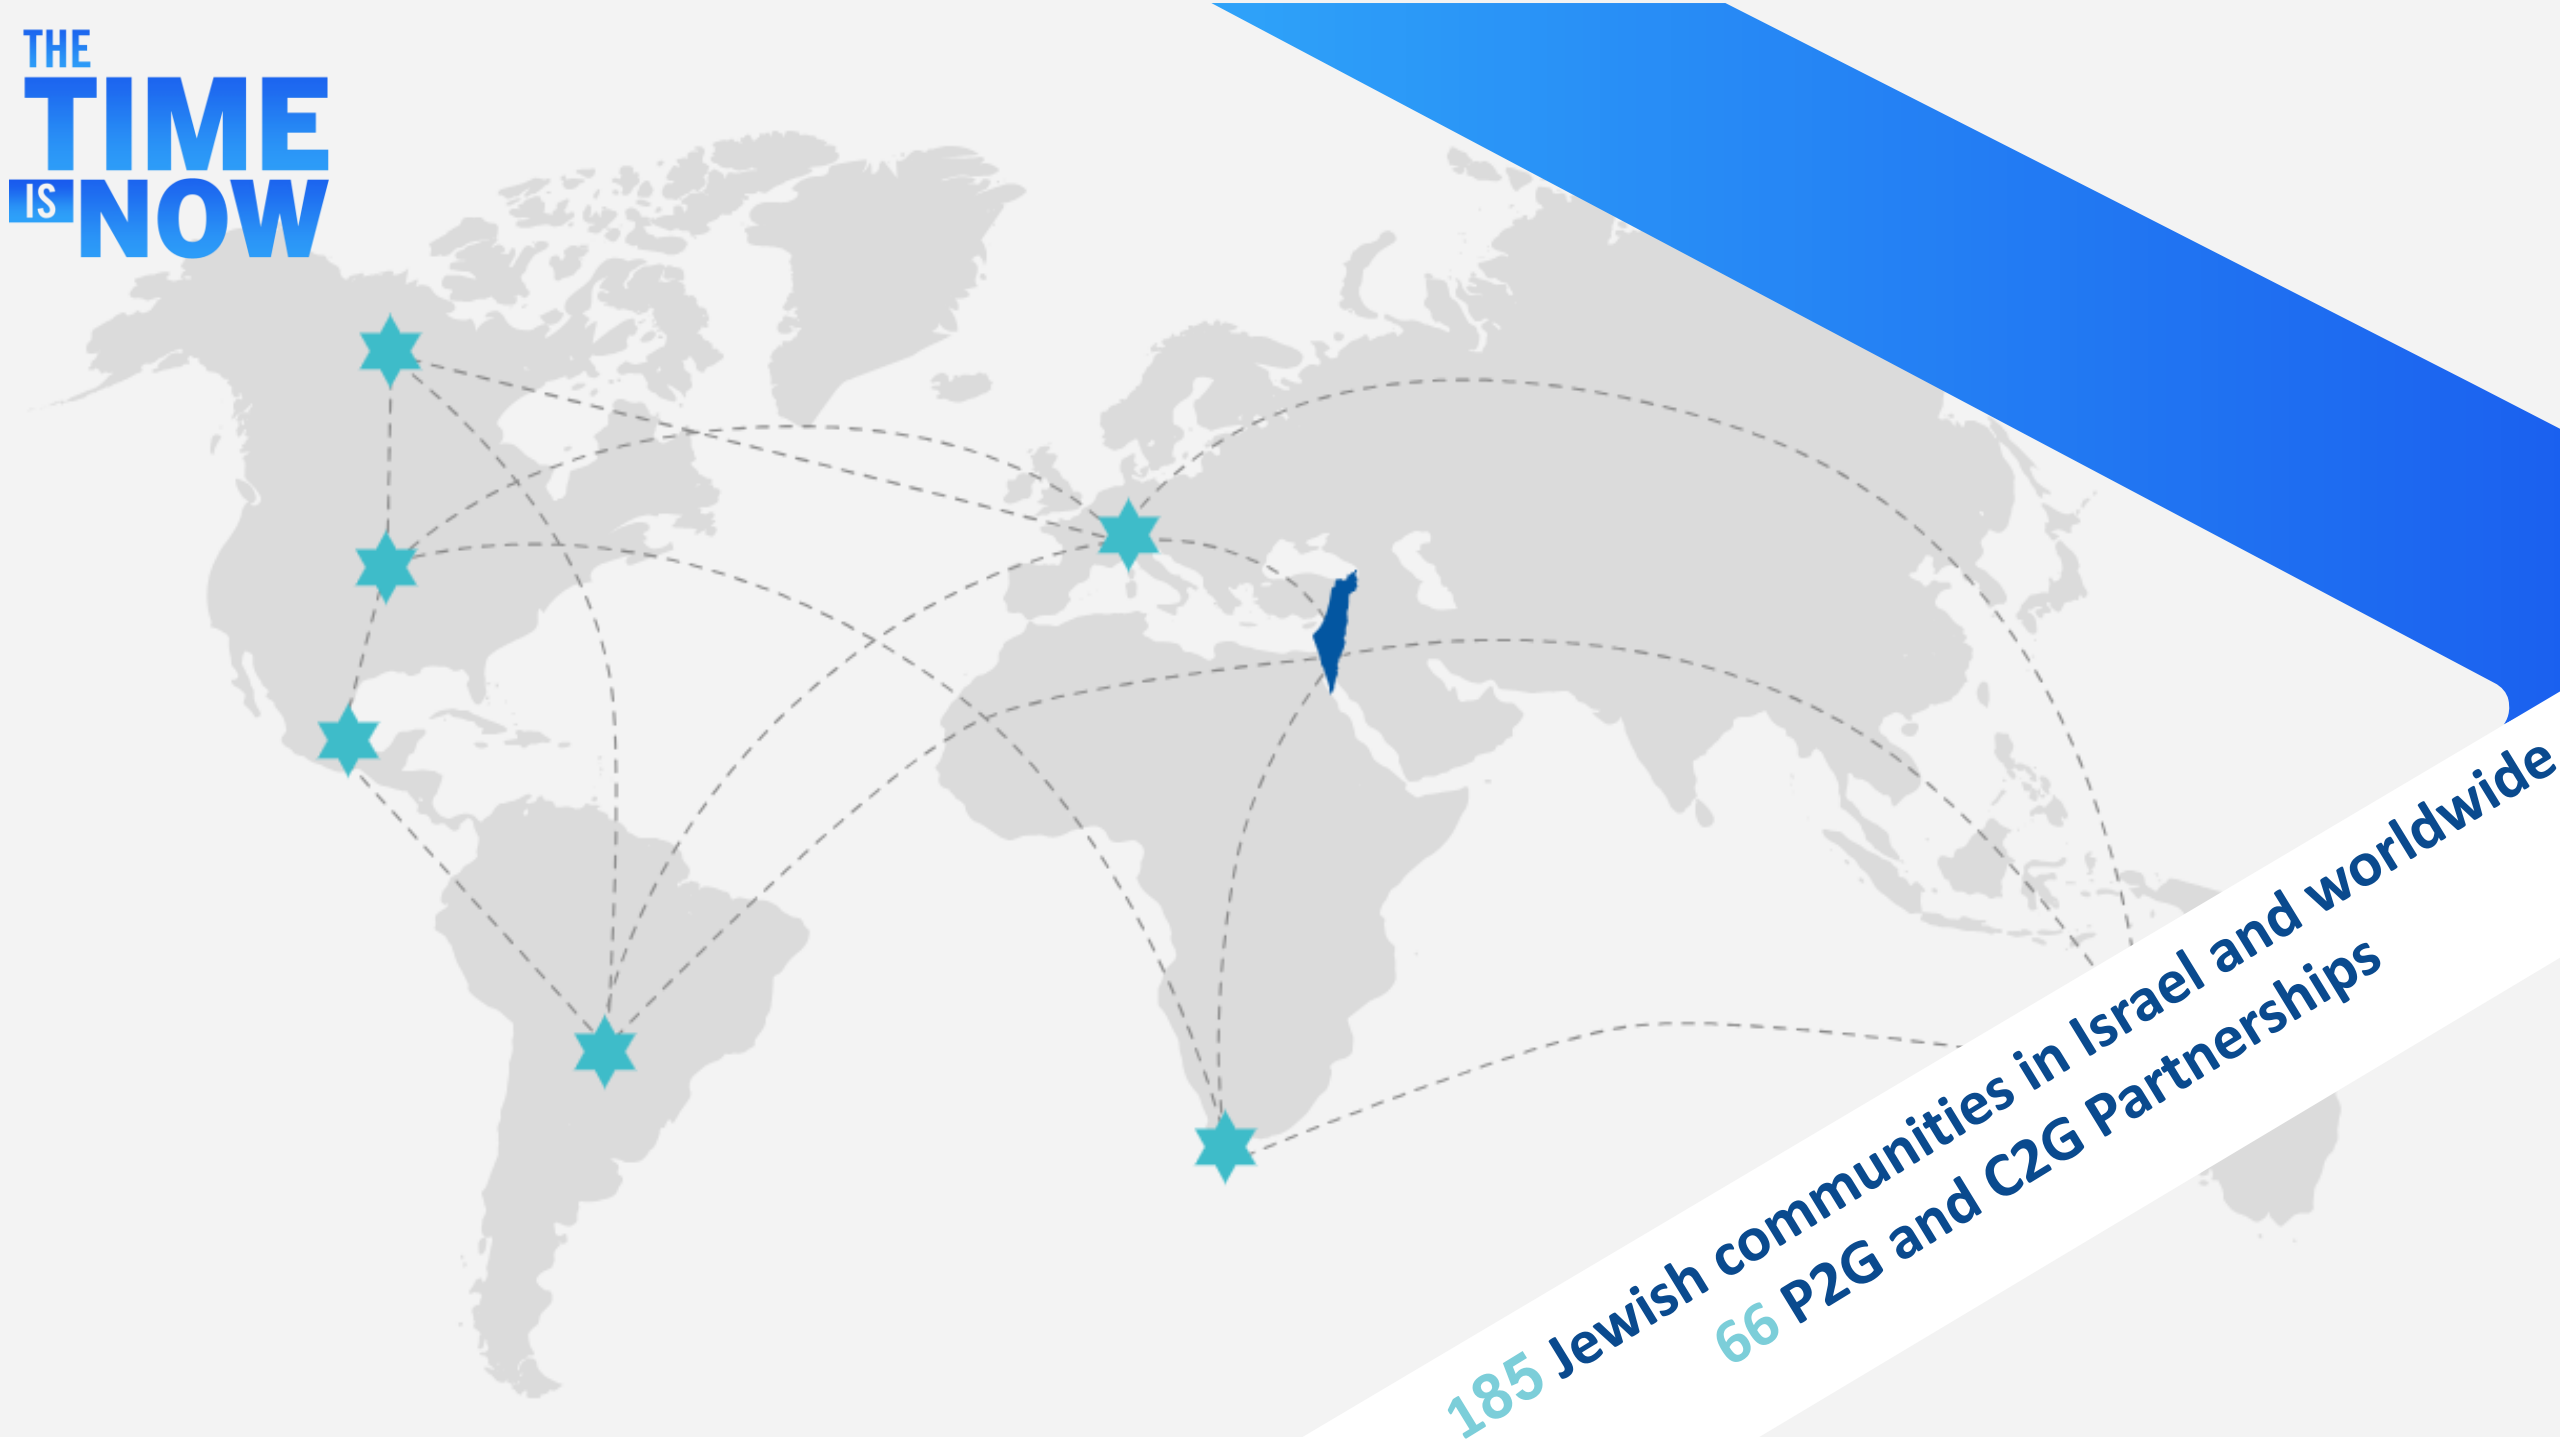 THE
TIME
IS NOW
185 Jewish communities in Israel and worldwide
66 P2G and C2G Partnerships